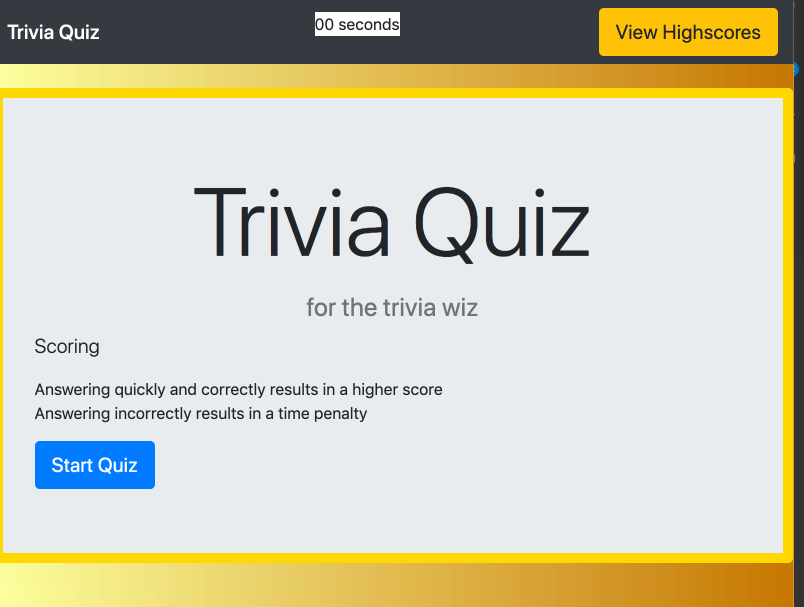 Trivia Quiz
00 seconds
View Highscores
Trivia Quiz
for the trivia wiz
Scoring
Answering quickly and correctly results in a higher score
Answering incorrectly results in a time penalty
Start Quiz